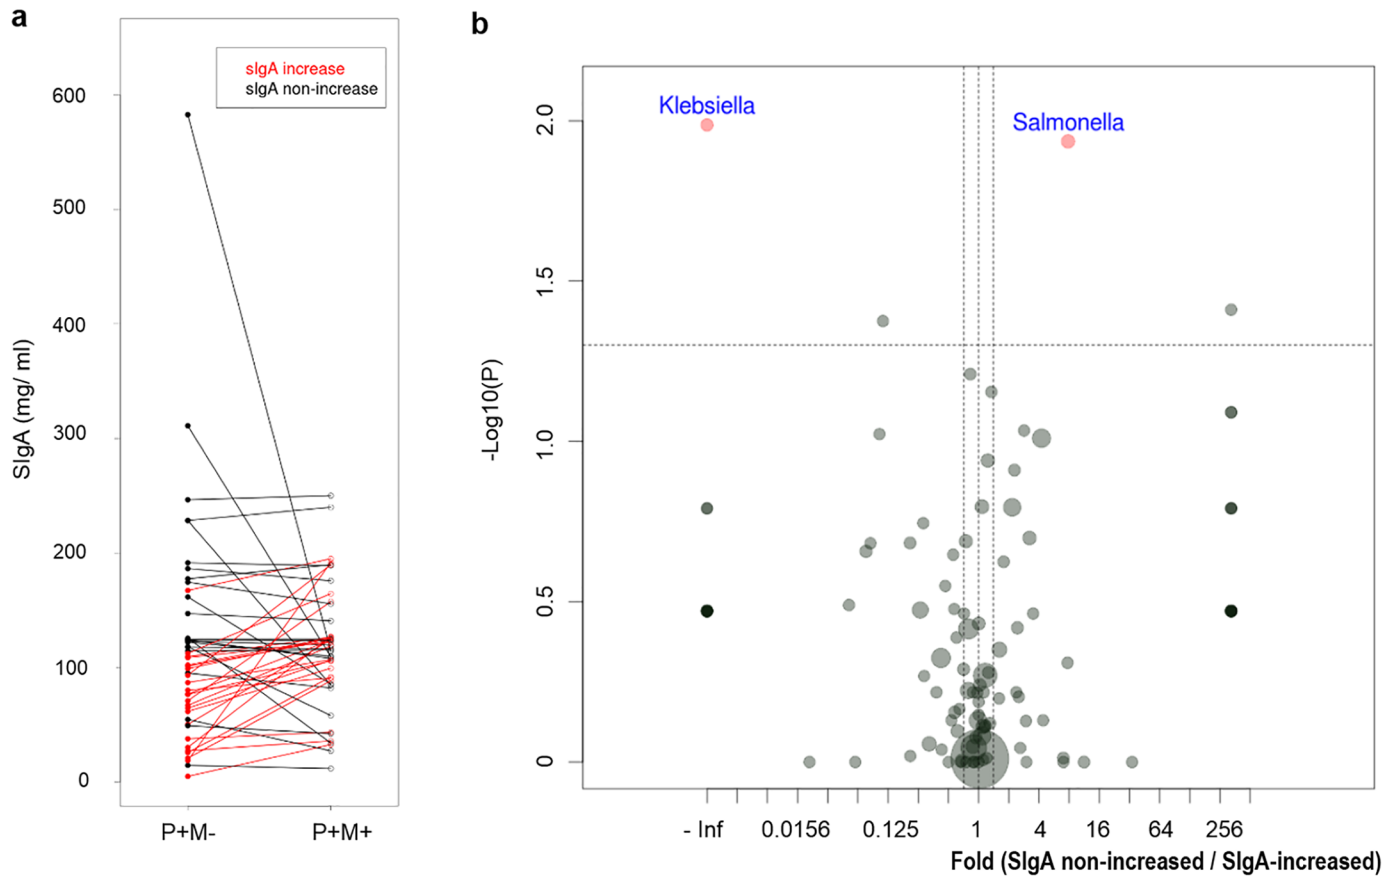 a
sIgA increase
sIgA non-increase
600
500
400
300
200
100
0
SIgA (mg/ ml)
P+M-
P+M+
b
Klebsiella
Salmonella
2.0
1.5
1.0
0.5
0
-Log10(P)
- Inf
0.0156
0.125
1
4
16
64
256
Fold (SIgA non-increased / SIgA-increased)